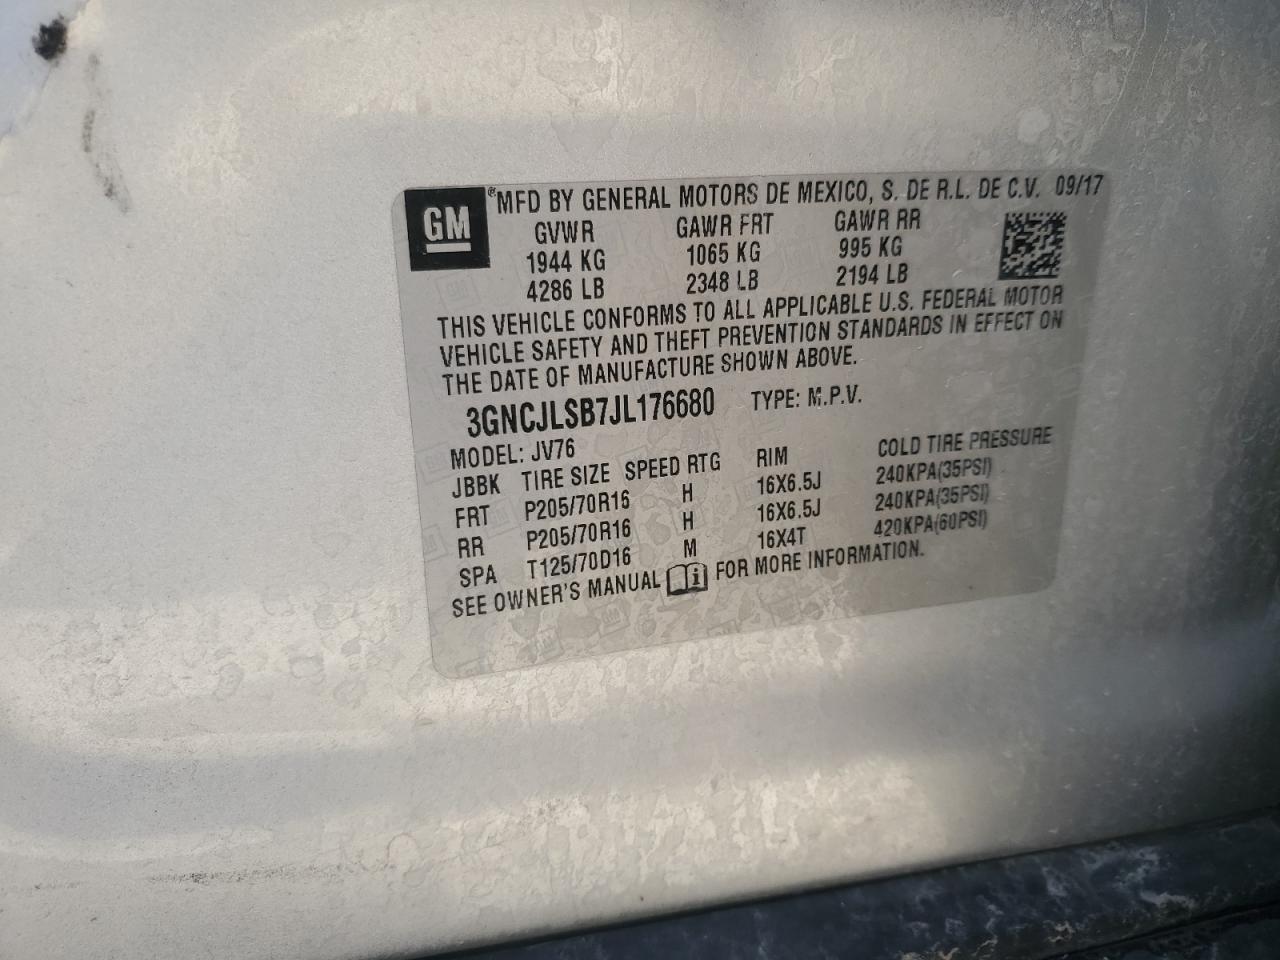 GM ® MFD BY GENERAL MOTORS DE MEXICO, S. DE R.L. DE C.V. 09/17
GVWR GAWR FRT GAWR RR
1944 KG 1065 KG 995 KG
4286 LB 2348 LB 2194 LB
THIS VEHICLE CONFORMS TO ALL APPLICABLE U.S. FEDERAL MOTOR
VEHICLE SAFETY AND THEFT PREVENTION STANDARDS IN EFFECT ON
THE DATE OF MANUFACTURE SHOWN ABOVE.
3GNCJLSB7JL176680 TYPE: M.P.V.
MODEL: JV76
JBBK TIRE SIZE SPEED RTG RIM COLD TIRE PRESSURE
FRT P205/70R16 H 16X6.5J 240KPA(35PSI)
RR P205/70R16 H 16X6.5J 240KPA(35PSI)
SPA T125/70D16 M 16X4T 420KPA(60PSI)
SEE OWNER'S MANUAL i FOR MORE INFORMATION.